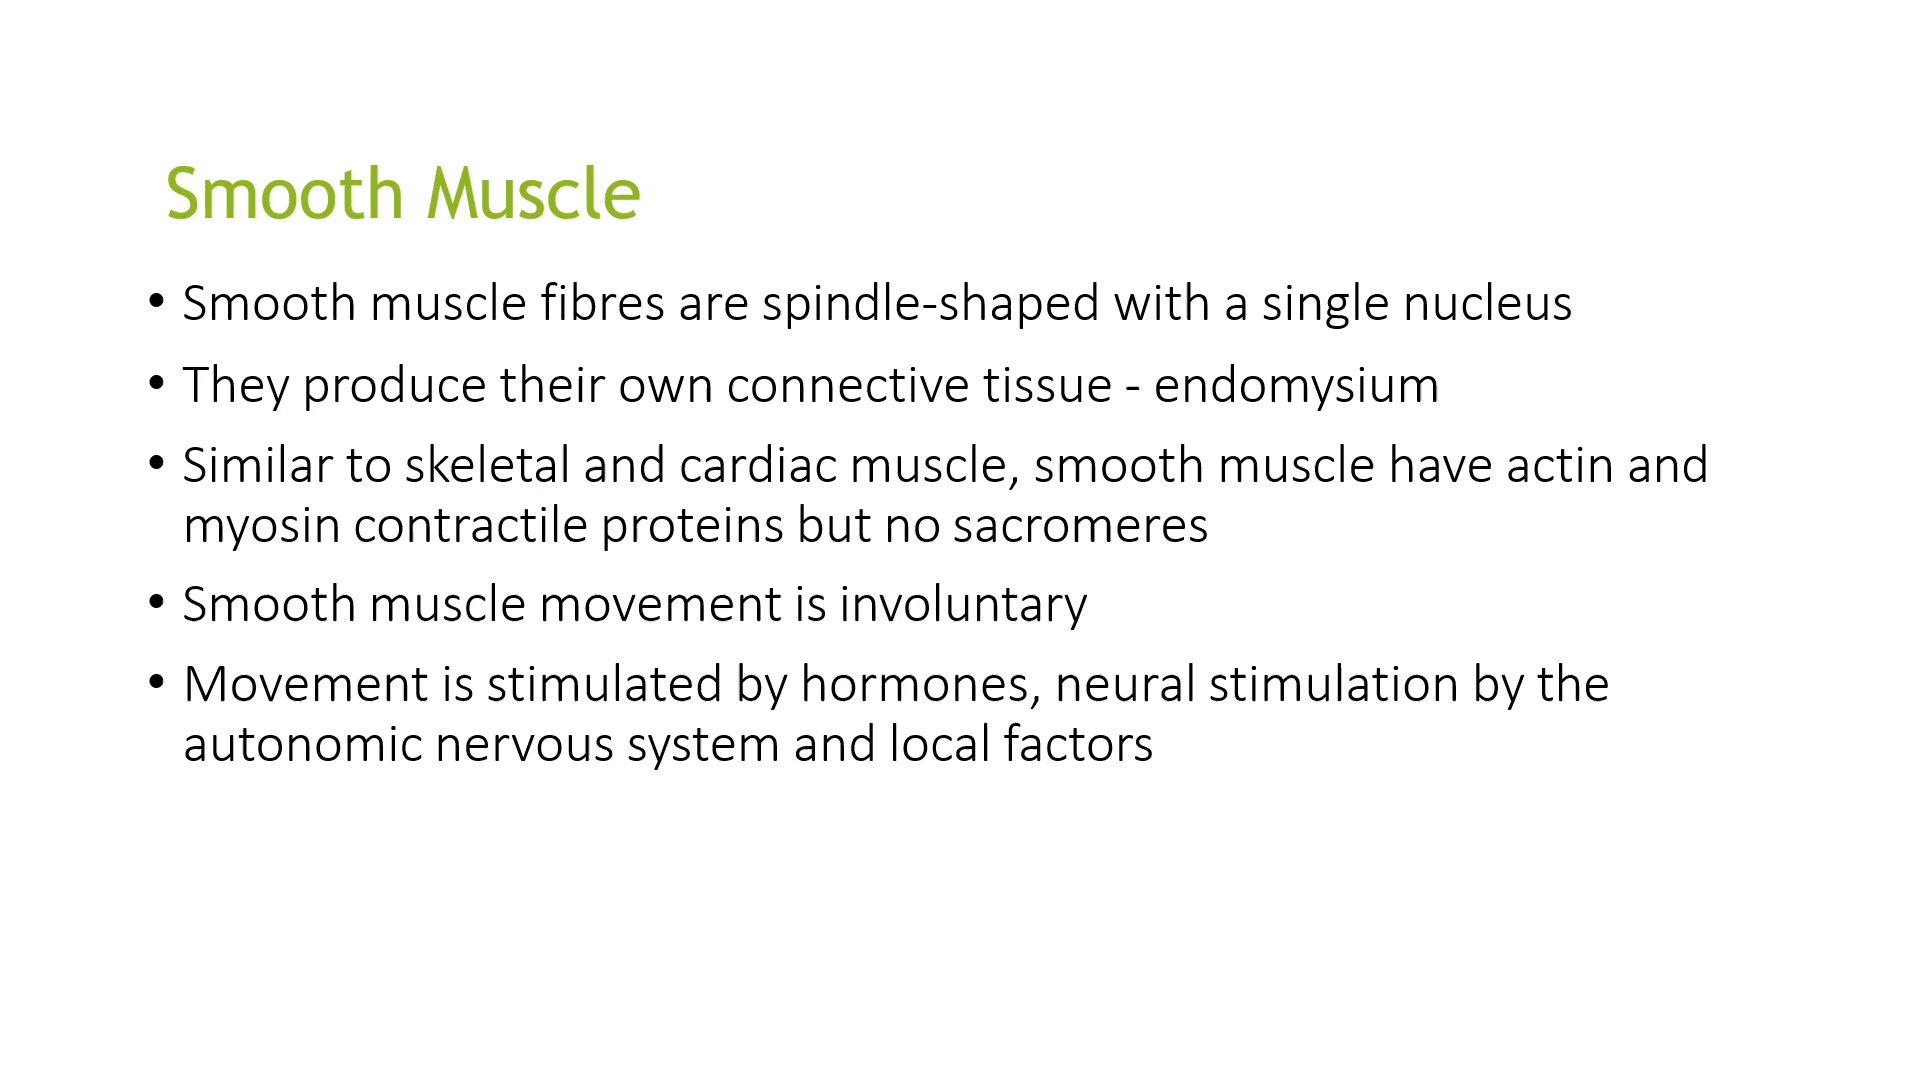 Smooth Muscle
• Smooth muscle fibres are spindle-shaped with a single nucleus
• They produce their own connective tissue - endomysium
• Similar to skeletal and cardiac muscle, smooth muscle have actin and
myosin contractile proteins but no sacromeres
• Smooth muscle movement is involuntary
• Movement is stimulated by hormones, neural stimulation by the
autonomic nervous system and local factors